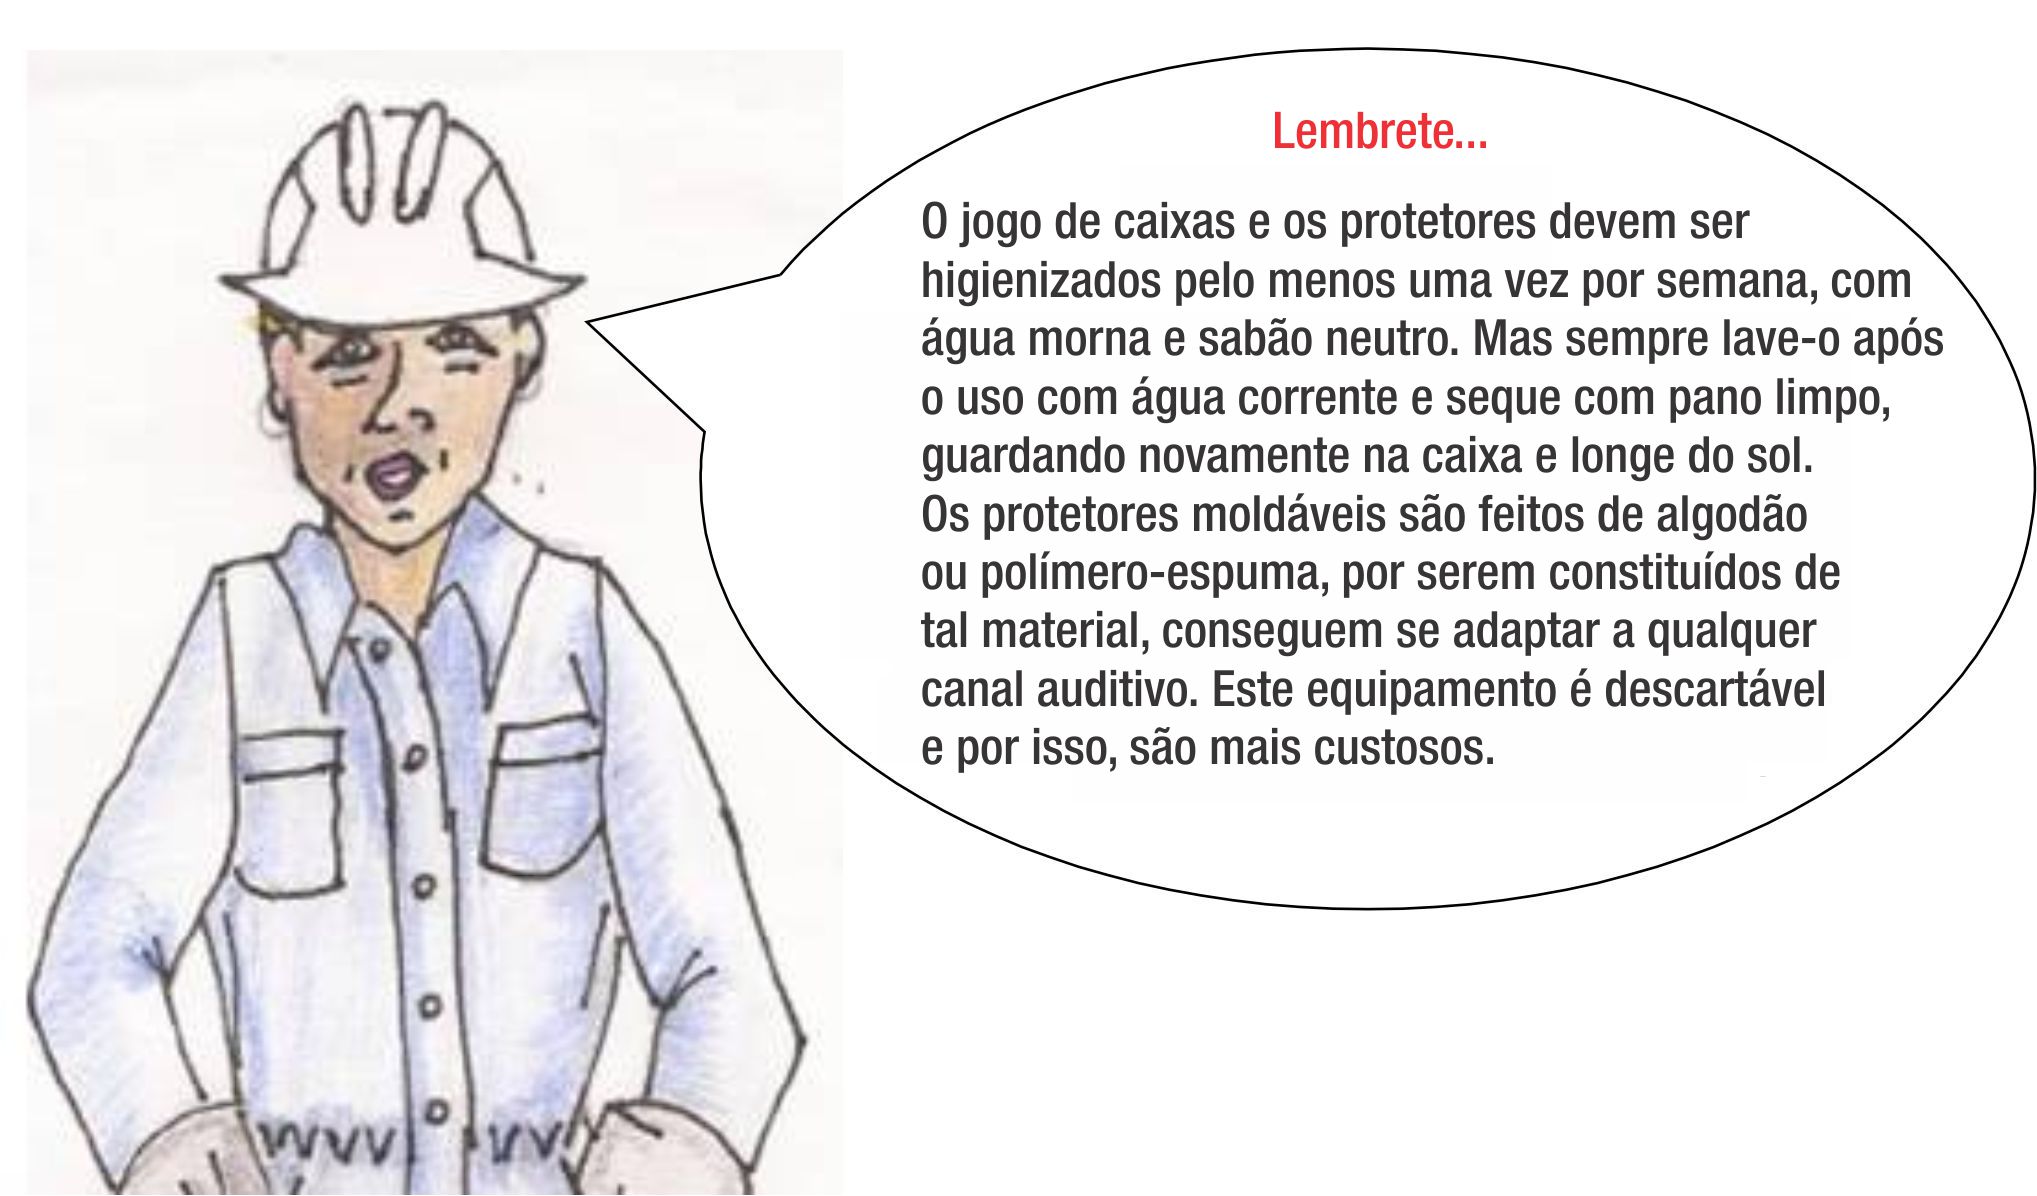 Lembrete...
O jogo de caixas e os protetores devem ser
higienizados pelo menos uma vez por semana, com
água morna e sabão neutro. Mas sempre lave-o após
o uso com água corrente e seque com pano limpo,
guardando novamente na caixa e longe do sol.
Os protetores moldáveis são feitos de algodão
ou polímero-espuma, por serem constituídos de
tal material, conseguem se adaptar a qualquer
canal auditivo. Este equipamento é descartável
e por isso, são mais custosos.